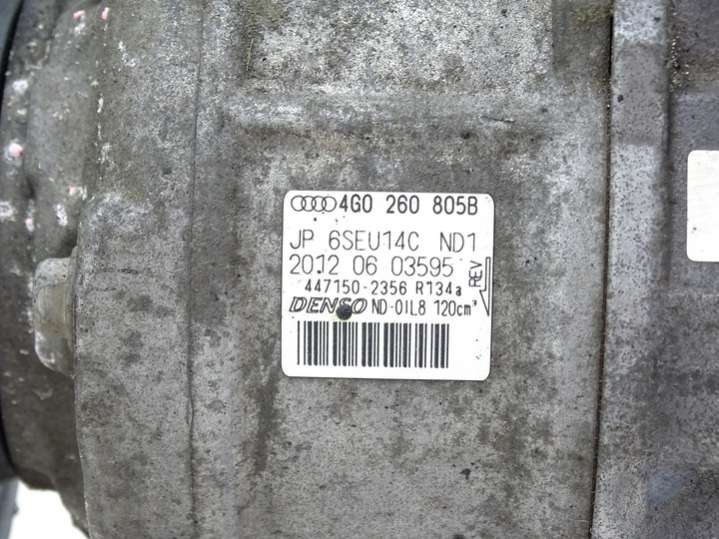 4G0 260 805B
JP 6SEU14C ND1
2012 06 03595
447150-2356 R134a
DENSO ND-OIL8 120cm³
REV